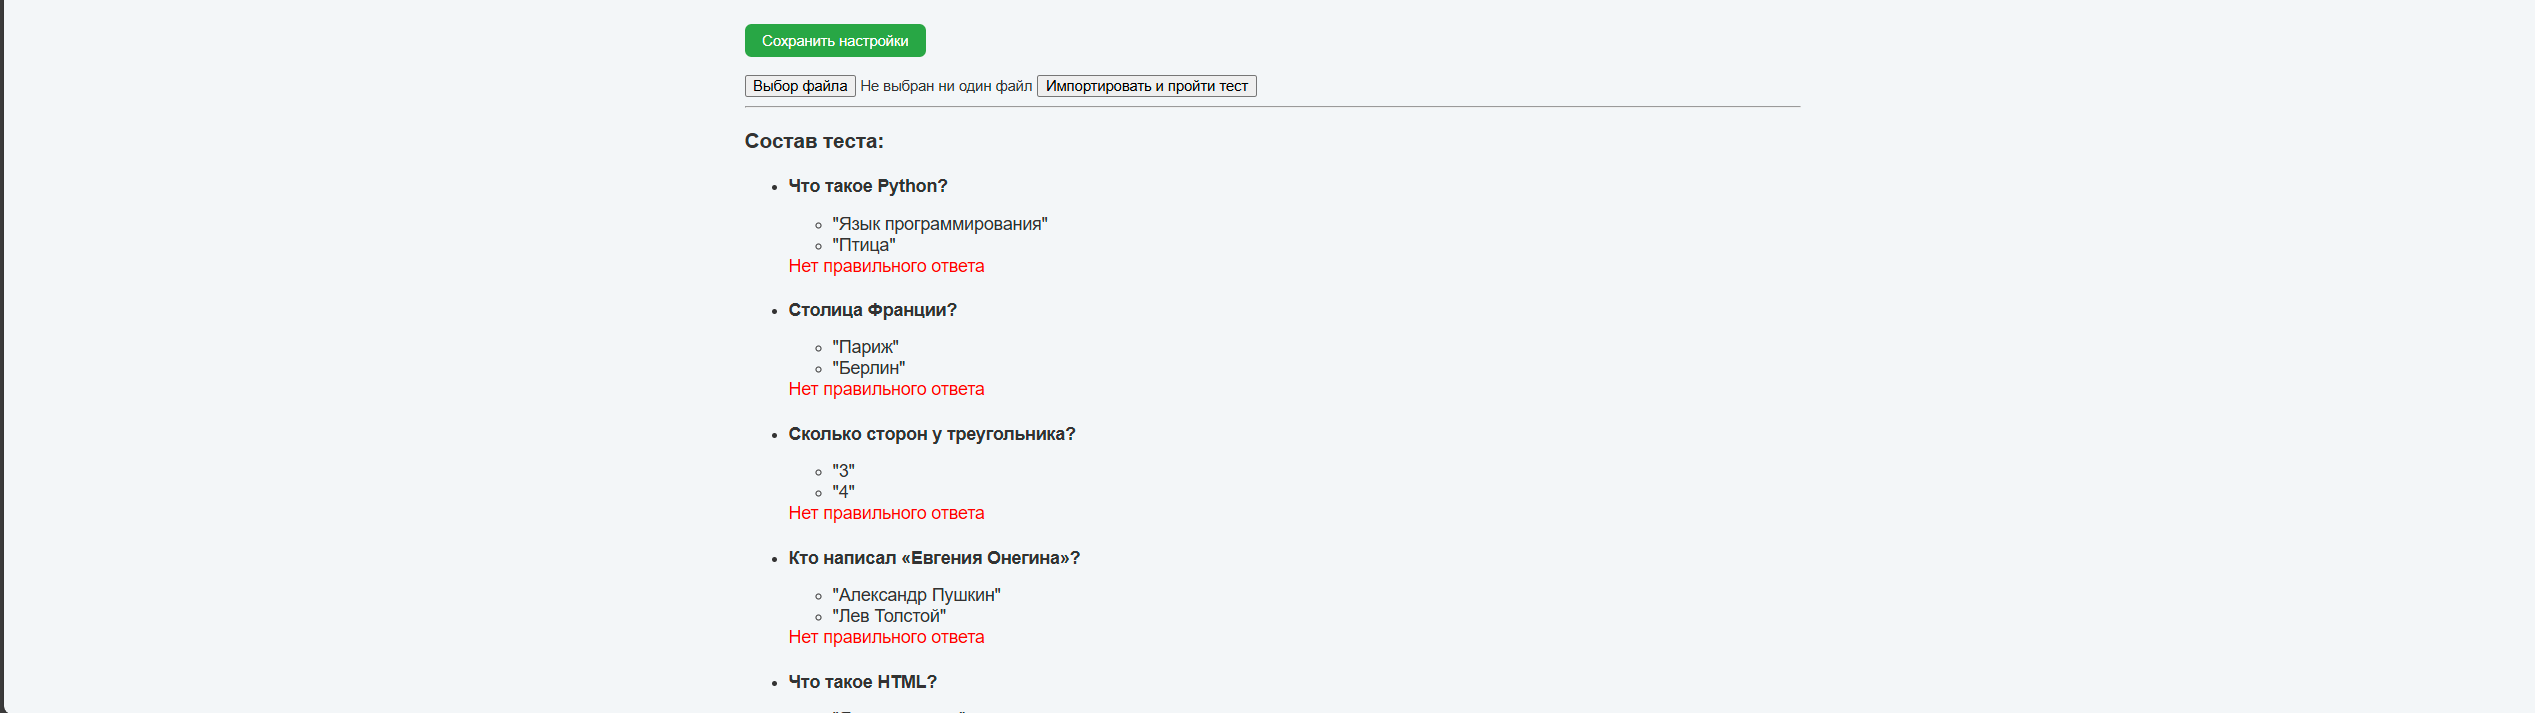 Сохранить настройки
Выбор файла Не выбран ни один файл Импортировать и пройти тест
Состав теста:
Что такое Python?
"Язык программирования"
"Птица"
Нет правильного ответа
Столица Франции?
"Париж"
"Берлин"
Нет правильного ответа
Сколько сторон у треугольника?
"3"
"4"
Нет правильного ответа
Кто написал «Евгения Онегина»?
"Александр Пушкин"
"Лев Толстой"
Нет правильного ответа
Что такое HTML?